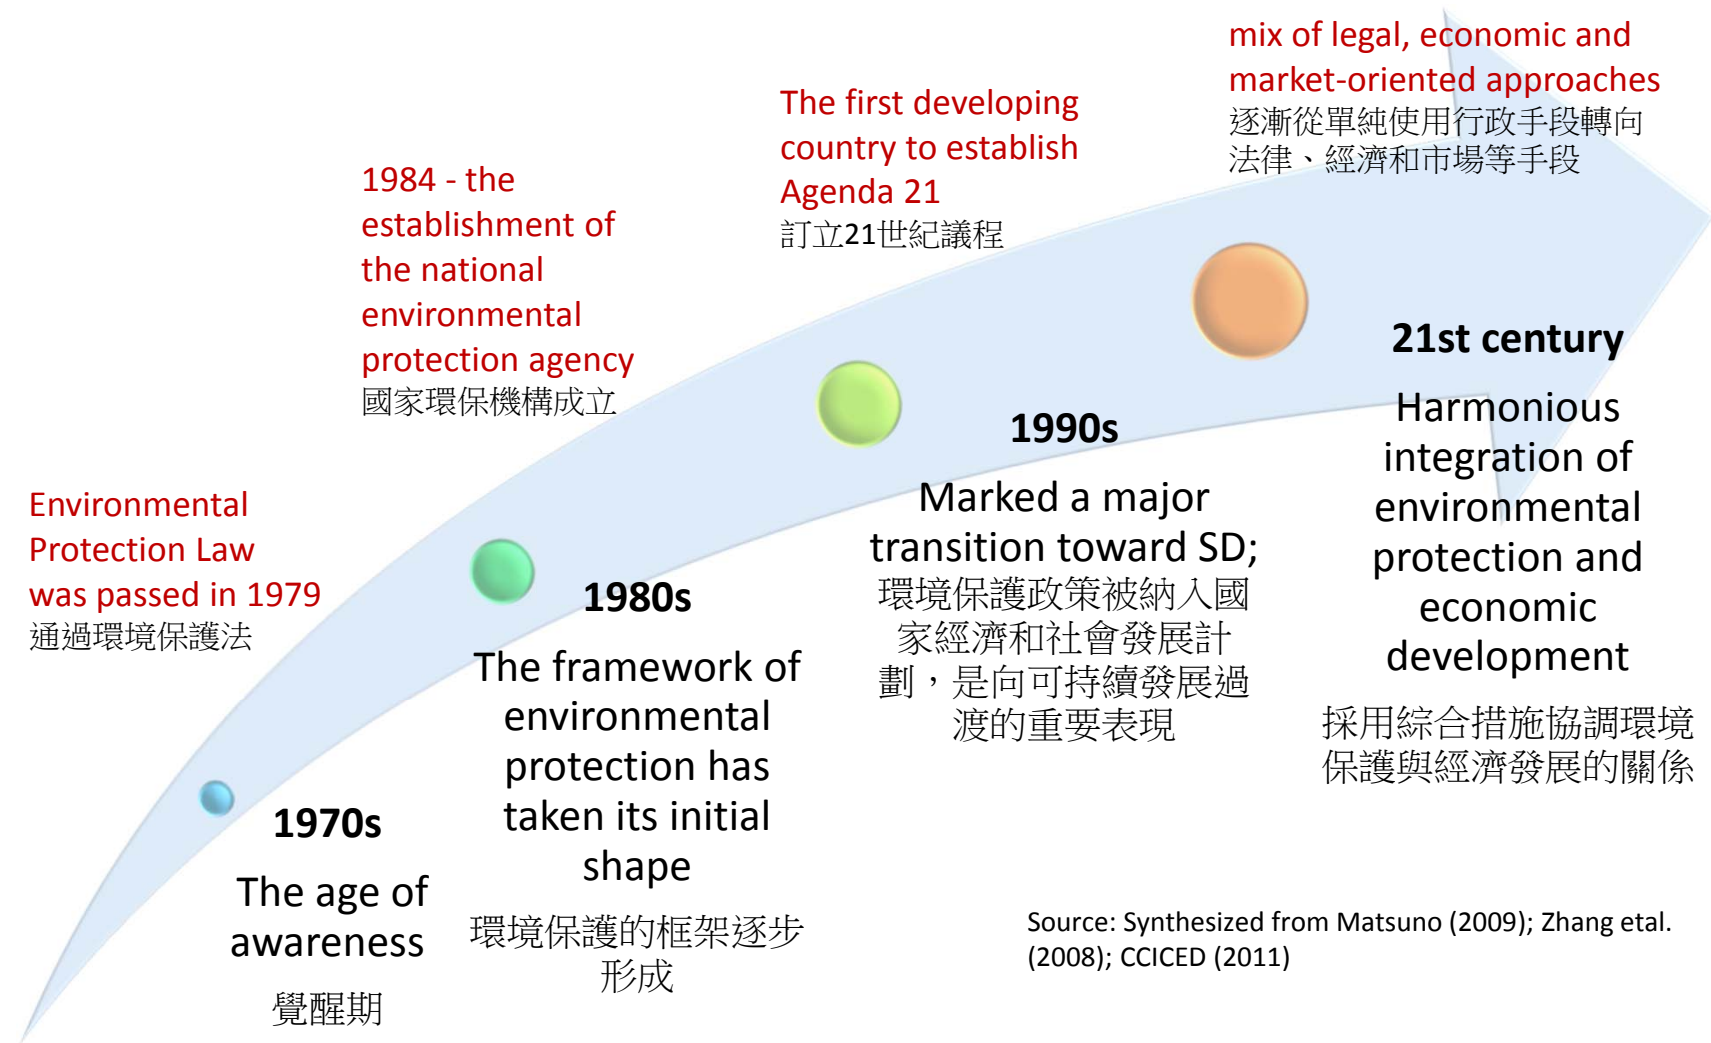 Environmental
Protection Law
was passed in 1979
通過環境保護法
1970s
The age of
awareness
覺醒期
1984 - the
establishment of
the national
environmental
protection agency
國家環保機構成立
1980s
The framework of
environmental
protection has
taken its initial
shape
環境保護的框架逐步
形成
The first developing
country to establish
Agenda 21
訂立21世紀議程
1990s
Marked a major
transition toward SD;
環境保護政策被納入國
家經濟和社會發展計
劃，是向可持續發展過
渡的重要表現
mix of legal, economic and
market-oriented approaches
逐漸從單純使用行政手段轉向
法律、經濟和市場等手段
21st century
Harmonious
integration of
environmental
protection and
economic
development
採用綜合措施協調環境
保護與經濟發展的關係
Source: Synthesized from Matsuno (2009); Zhang etal.
(2008); CCICED (2011)